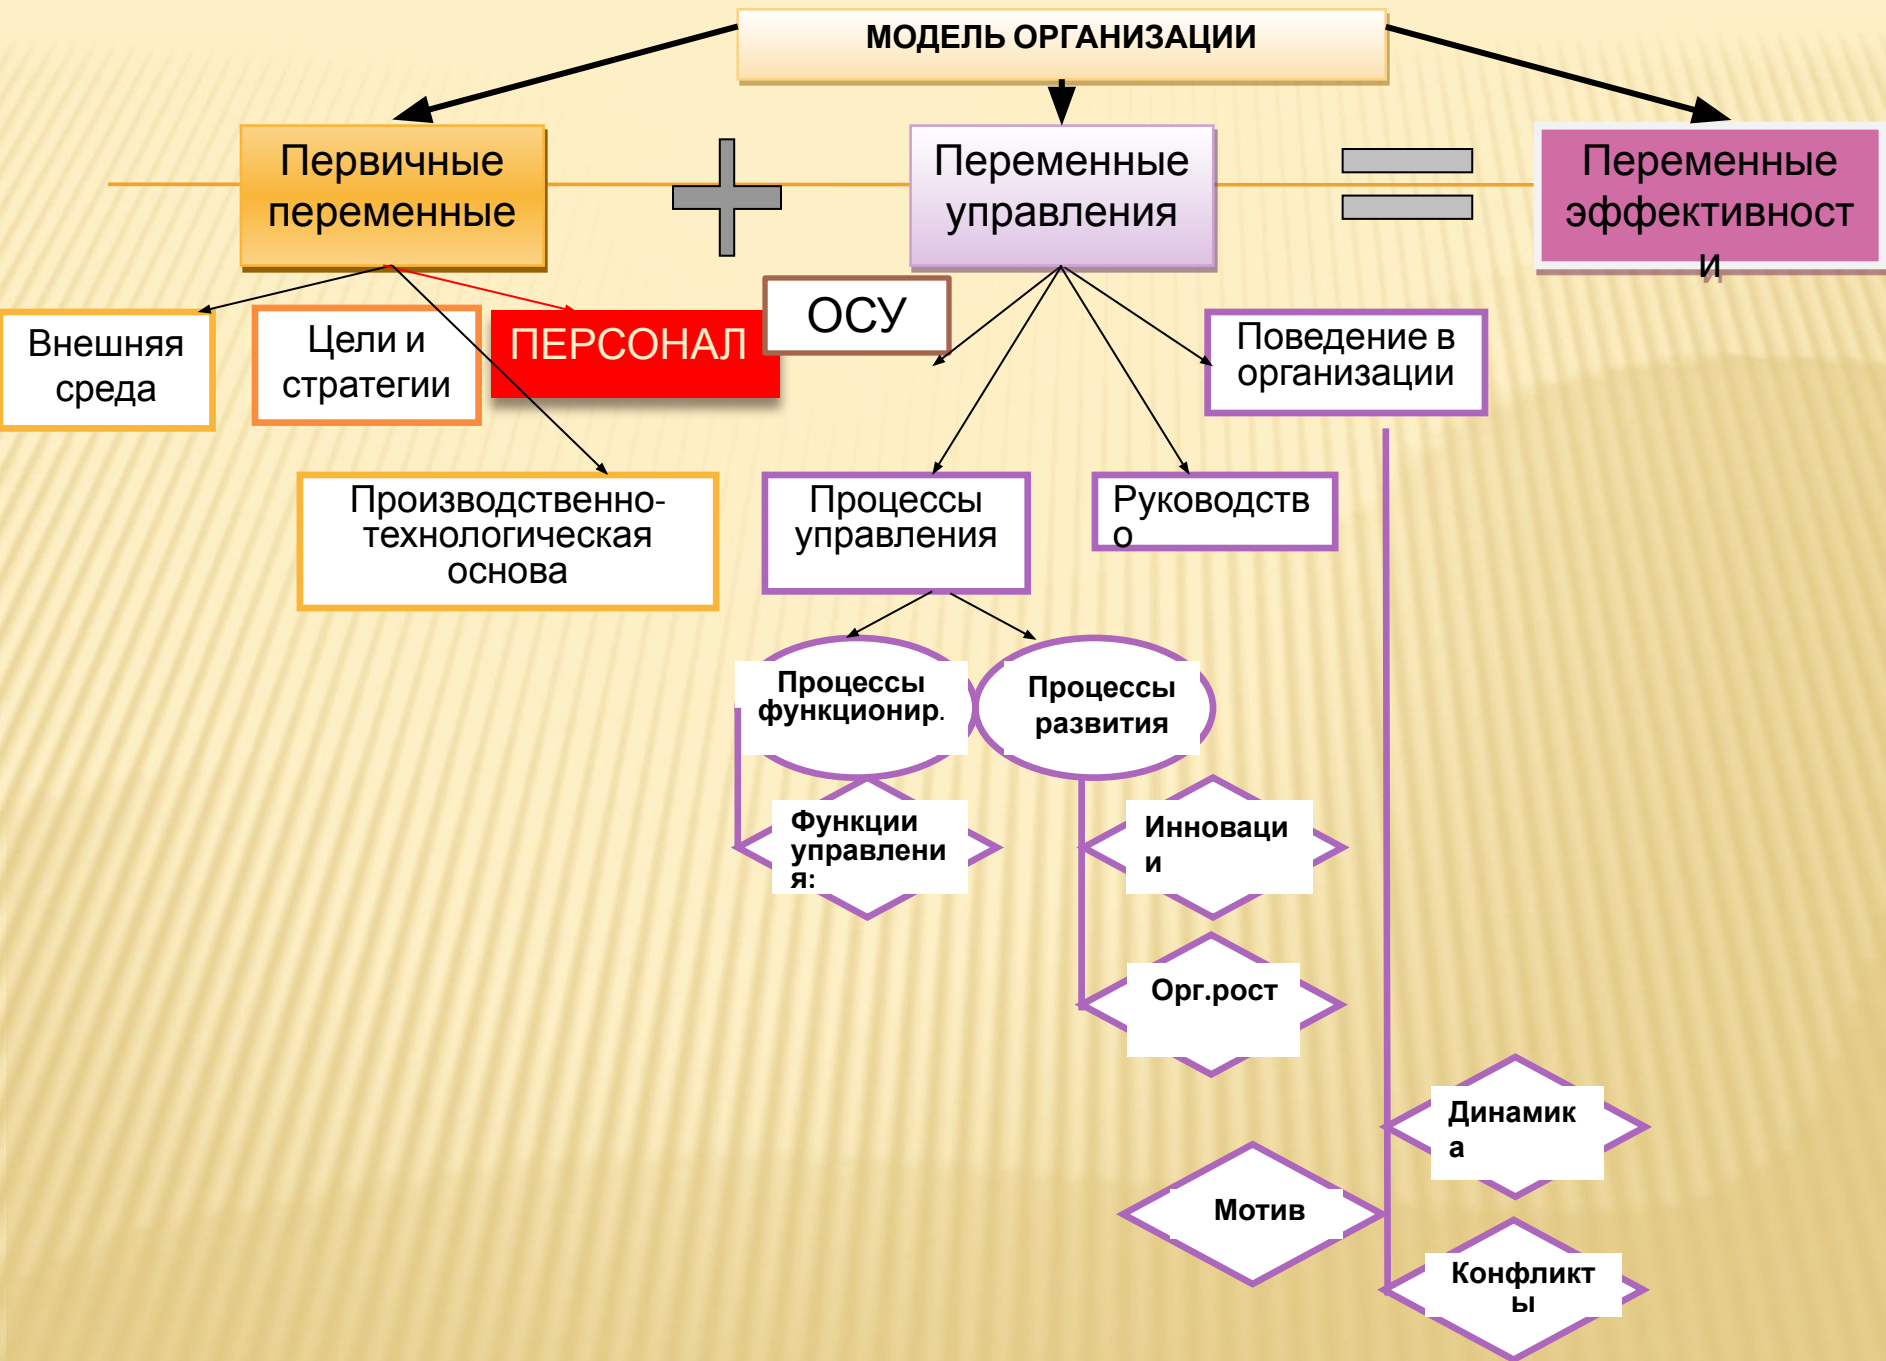 МОДЕЛЬ ОРГАНИЗАЦИИ
Первичные
переменные
Переменные
управления
Переменные
эффективност
и
Внешняя
среда
Цели и
стратегии
ПЕРСОНАЛ
ОСУ
Поведение в
организации
Производственно-
технологическая
основа
Процессы
управления
Руководств
о
Процессы
функционир.
Процессы
развития
Функции
управлени
я:
Инноваци
и
Орг.рост
Динамик
а
Мотив
Конфликт
ы